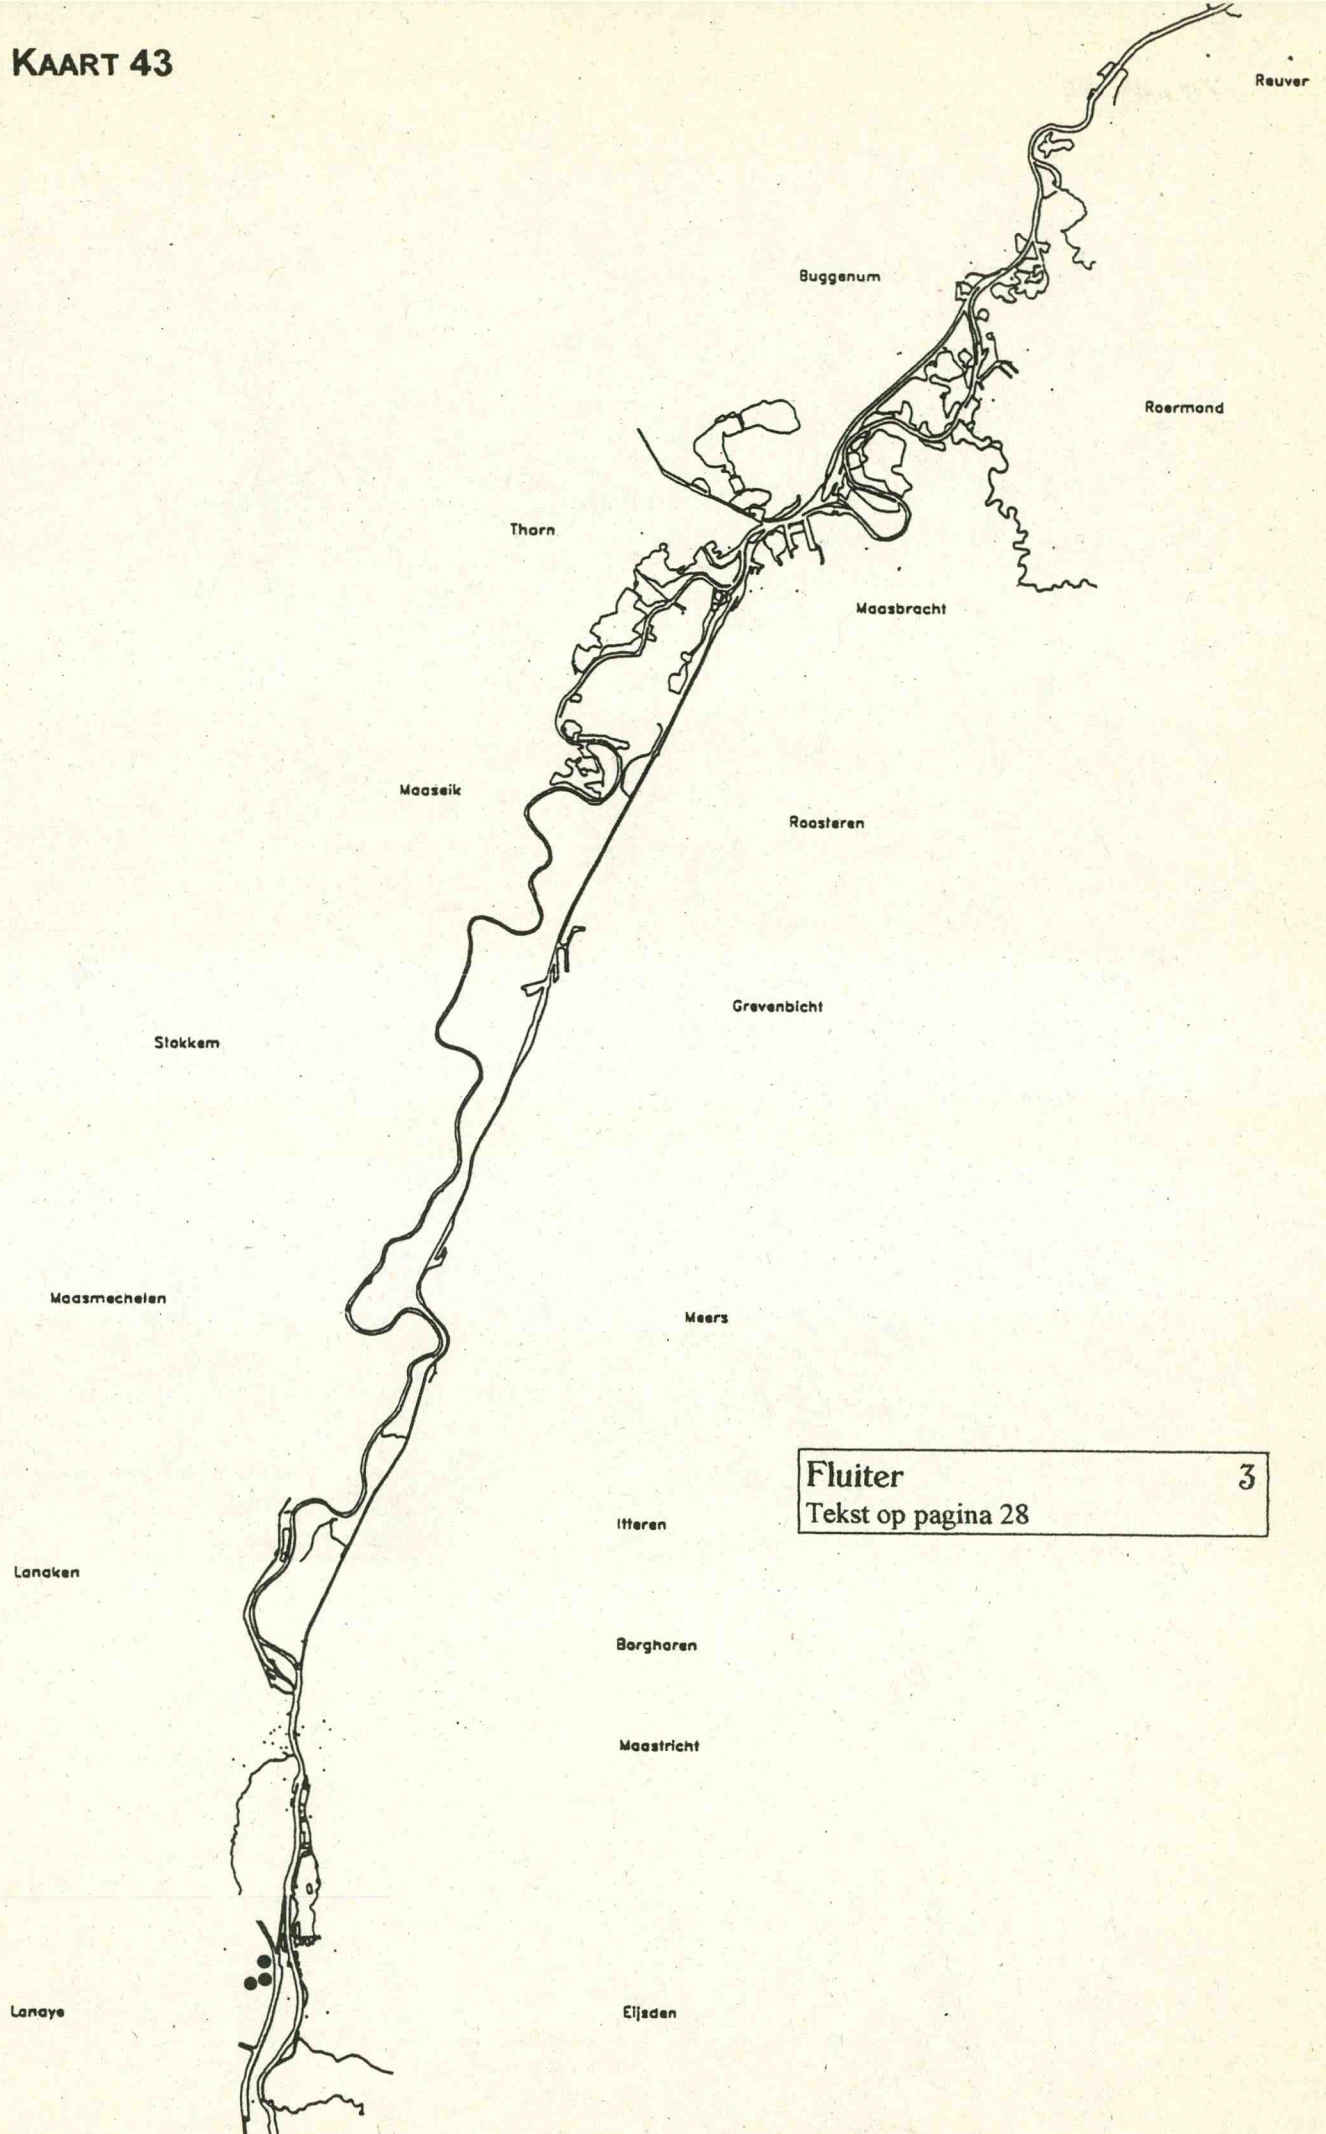 KAART 43
Reuver
Buggenum
Roermond
Thorn
Maasbracht
Maaseik
Roosteren
Grevenbicht
Stokkem
Maasmechelen
Meers
Fluiter 3
Tekst op pagina 28
Itteren
Lanaken
Borgharen
Maastricht
Lanaye
Eijsden